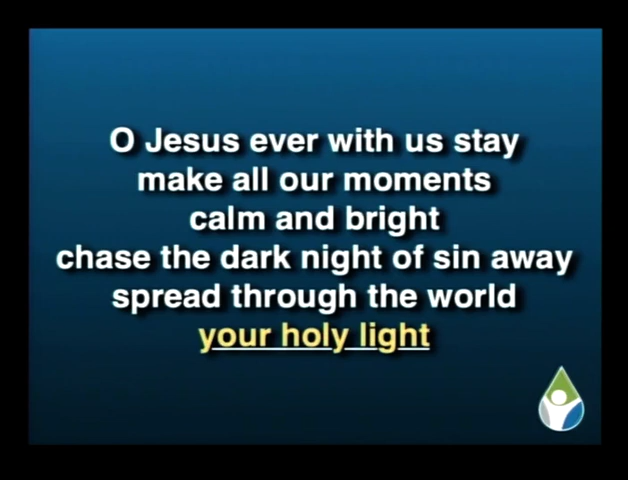 O Jesus ever with us stay
make all our moments
calm and bright
chase the dark night of sin away
spread through the world
your holy light